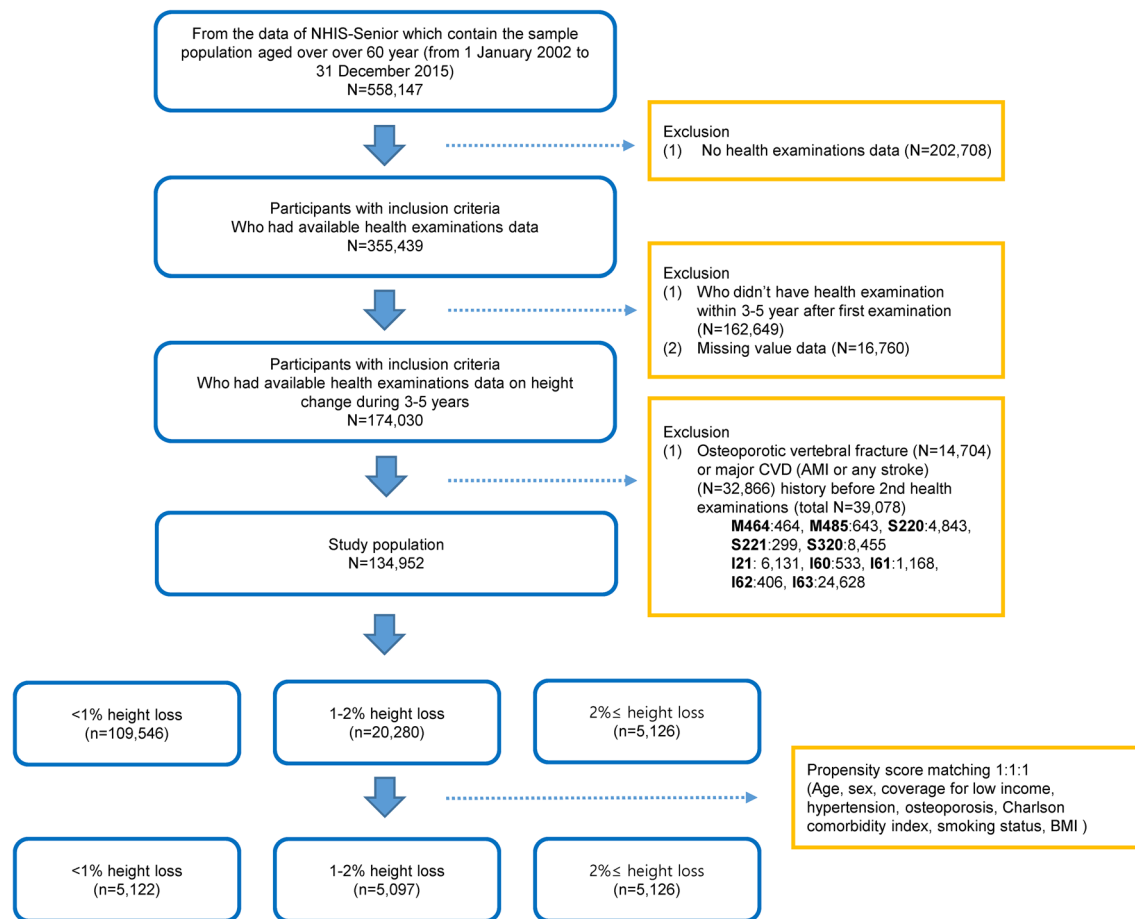 From the data of NHIS-Senior which contain the sample
population aged over over 60 year (from 1 January 2002 to
31 December 2015)
N=558,147
Exclusion
(1) No health examinations data (N=202,708)
Participants with inclusion criteria
Who had available health examinations data
N=355,439
Exclusion
(1) Who didn't have health examination
within 3-5 year after first examination
(N=162,649)
(2) Missing value data (N=16,760)
Participants with inclusion criteria
Who had available health examinations data on height
change during 3-5 years
N=174,030
Exclusion
(1) Osteoporotic vertebral fracture (N=14,704)
or major CVD (AMI or any stroke)
(N=32,866) history before 2nd health
examinations (total N=39,078)
M464:464, M485:643, S220:4,843,
S221:299, S320:8,455
I21: 6,131, I60:533, I61:1,168,
I62:406, I63:24,628
Study population
N=134,952
<1% height loss
(n=109,546)
1-2% height loss
(n=20,280)
2%≤ height loss
(n=5,126)
Propensity score matching 1:1:1
(Age, sex, coverage for low income,
hypertension, osteoporosis, Charlson
comorbidity index, smoking status, BMI )
<1% height loss
(n=5,122)
1-2% height loss
(n=5,097)
2%≤ height loss
(n=5,126)